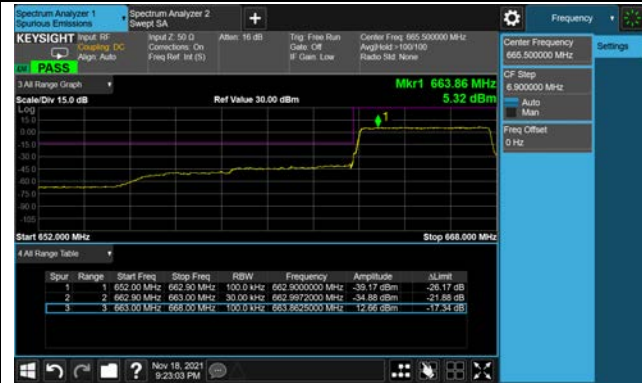 Spectrum Analyzer 1
Spurious Emissions
Spectrum Analyzer 2
Swept SA
Frequency
KEYSIGHT Input: RF
Coupling: DC
Align: Auto
Input Z: 50 Ω
Corrections: On
Freq Ref: Int (S)
Atten: 16 dB
Trig: Free Run
Gate: Off
IF Gain: Low
Center Freq: 665.500000 MHz
Avg|Hold:>100/100
Radio Std: None
PASS
Center Frequency
665.500000 MHz
Settings
CF Step
6.900000 MHz
Auto
Man
Freq Offset
0 Hz
3 All Range Graph
Mkr1 663.86 MHz
Scale/Div 15.0 dB
Ref Value 30.00 dBm
5.32 dBm
Log
15.0
0.00
-15.0
-30.0
-45.0
-60.0
-75.0
-90.0
-105
1
Start 652.000 MHz
Stop 668.000 MHz
4 All Range Table
Spur Range Start Freq Stop Freq RBW Frequency Amplitude ΔLimit
1 1 652.00 MHz 662.90 MHz 100.0 kHz 662.9000000 MHz -39.17 dBm -26.17 dB
2 2 662.90 MHz 663.00 MHz 30.00 kHz 662.9972000 MHz -34.88 dBm -21.88 dB
3 3 663.00 MHz 668.00 MHz 100.0 kHz 663.8625000 MHz 12.66 dBm -17.34 dB
Nov 18, 2021
9:23:03 PM